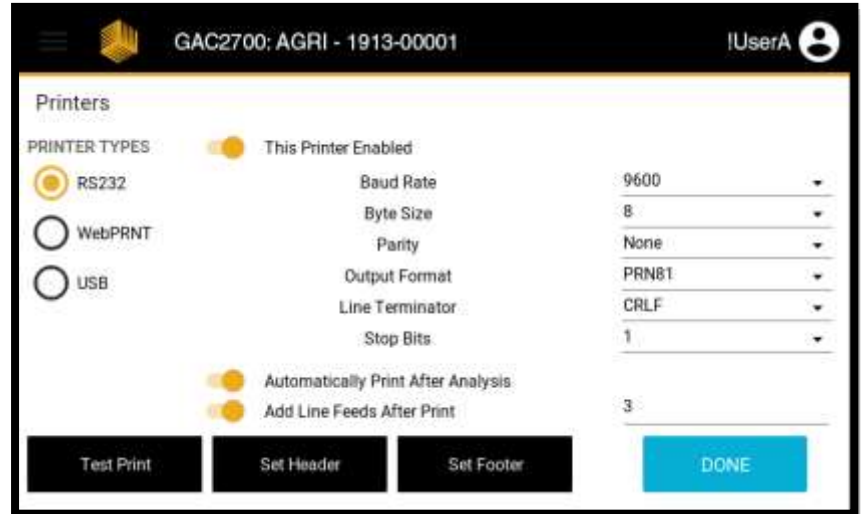 GAC2700: AGRI - 1913-00001 !UserA
Printers
PRINTER TYPES
This Printer Enabled
RS232
WebPRNT
USB
Baud Rate 9600
Byte Size 8
Parity None
Output Format PRN81
Line Terminator CRLF
Stop Bits 1
Automatically Print After Analysis
Add Line Feeds After Print 3
Test Print Set Header Set Footer DONE